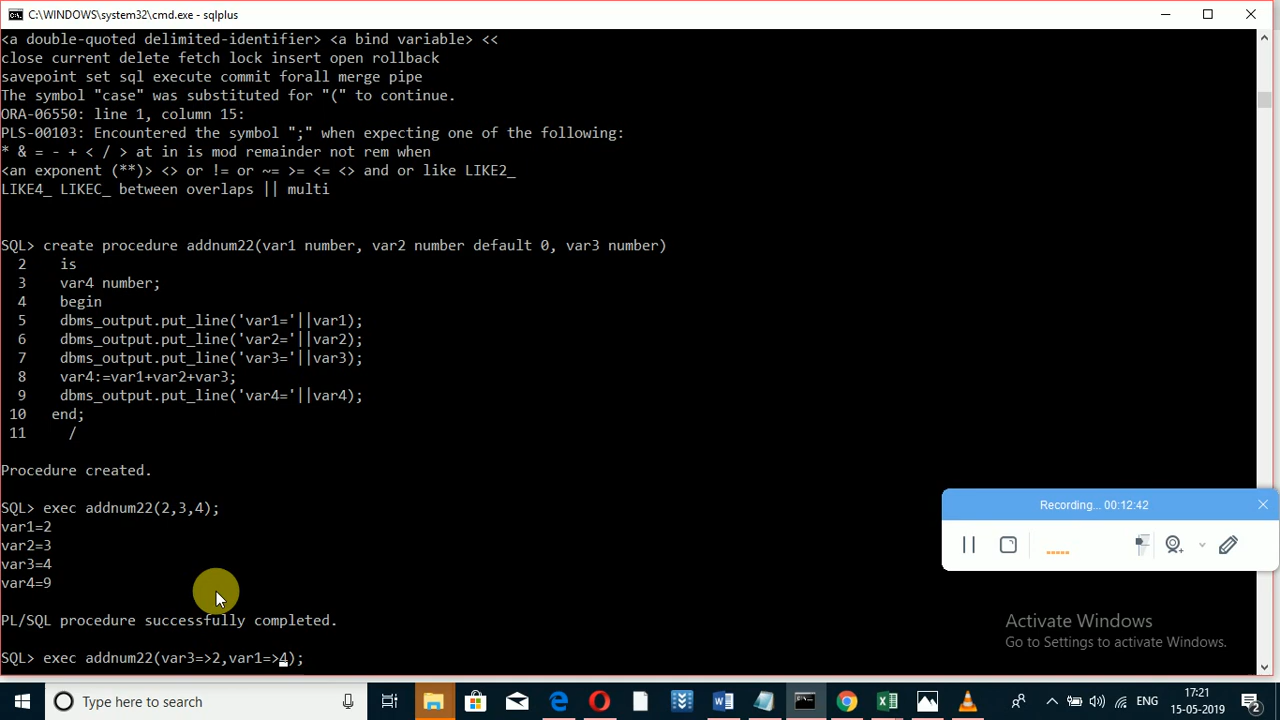 C:\WINDOWS\system32\cmd.exe - sqlplus
<a double-quoted delimited-identifier> <a bind variable> <<
close current delete fetch lock insert open rollback
savepoint set sql execute commit forall merge pipe
The symbol "case" was substituted for "(" to continue.
ORA-06550: line 1, column 15:
PLS-00103: Encountered the symbol ";" when expecting one of the following:
* & = - + < / > at in is mod remainder not rem when
<an exponent (**)> <> or != or ~= >= <= <> and or like LIKE2_
LIKE4_ LIKEC_ between overlaps || multi
SQL> create procedure addnum22(var1 number, var2 number default 0, var3 number)
2 is
3 var4 number;
4 begin
5 dbms_output.put_line('var1='||var1);
6 dbms_output.put_line('var2='||var2);
7 dbms_output.put_line('var3='||var3);
8 var4:=var1+var2+var3;
9 dbms_output.put_line('var4='||var4);
10 end;
11 /
Procedure created.
SQL> exec addnum22(2,3,4);
var1=2
var2=3
var3=4
var4=9
PL/SQL procedure successfully completed.
SQL> exec addnum22(var3=>2,var1=>4);
Recording... 00:12:42
Activate Windows
Go to Settings to activate Windows.
Type here to search
ENG
17:21
15-05-2019
2